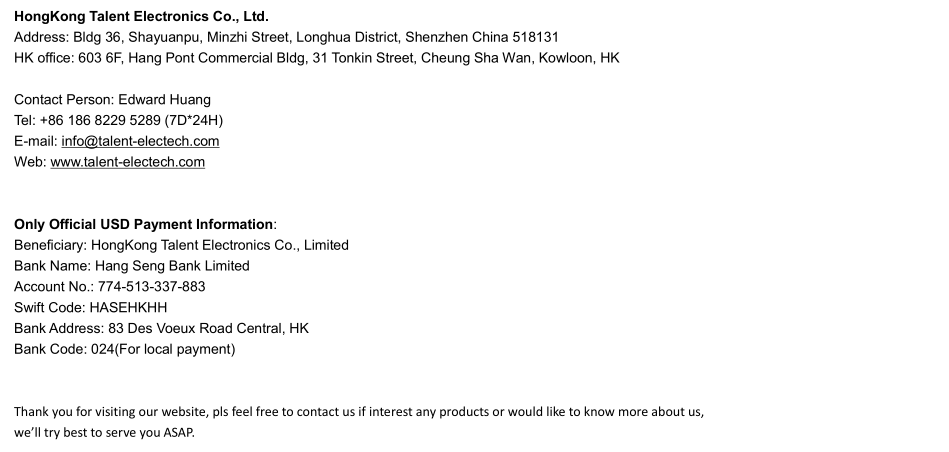 HongKong Talent Electronics Co., Ltd.
Address: Bldg 36, Shayuanpu, Minzhi Street, Longhua District, Shenzhen China 518131
HK office: 603 6F, Hang Pont Commercial Bldg, 31 Tonkin Street, Cheung Sha Wan, Kowloon, HK
Contact Person: Edward Huang
Tel: +86 186 8229 5289 (7D*24H)
E-mail: info@talent-electech.com
Web: www.talent-electech.com
Only Official USD Payment Information:
Beneficiary: HongKong Talent Electronics Co., Limited
Bank Name: Hang Seng Bank Limited
Account No.: 774-513-337-883
Swift Code: HASEHKHH
Bank Address: 83 Des Voeux Road Central, HK
Bank Code: 024(For local payment)
Thank you for visiting our website, pls feel free to contact us if interest any products or would like to know more about us,
we'll try best to serve you ASAP.